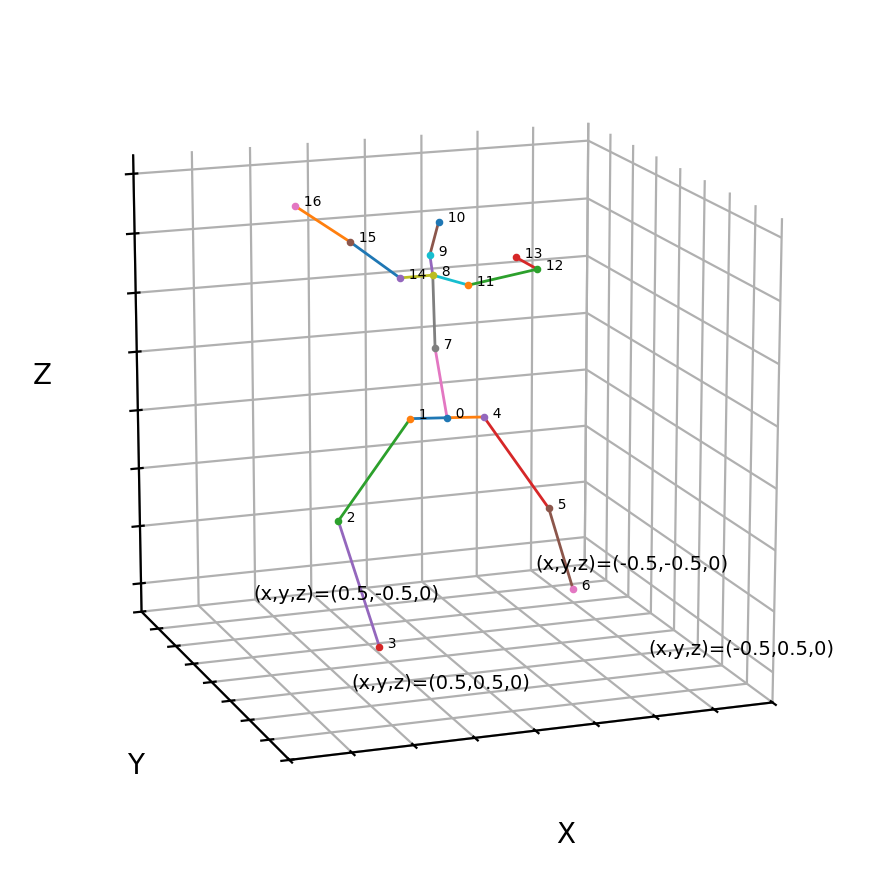 16
10
15
9
13
12
8
14
11
7
Z
1
0
4
5
2
(x,y,z)=(-0.5,-0.5,0)
6
(x,y,z)=(0.5,-0.5,0)
3
(x,y,z)=(-0.5,0.5,0)
(x,y,z)=(0.5,0.5,0)
Y
X